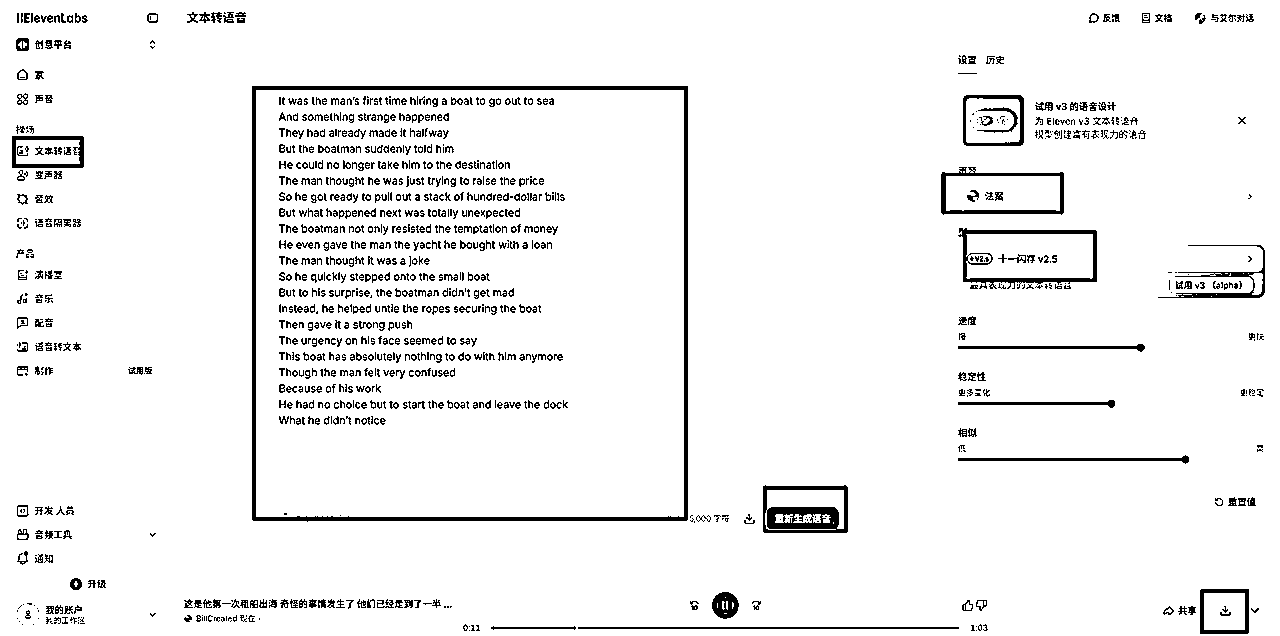 IIElevenLabs
文本转语音
反馈
文档
与艾尔对话
创意平台
家
声音
操场
文本转语音
变声器
音效
语音隔离器
产品
演播室
音乐
配音
语音转文本
制作
试用版
开发人员
音频工具
通知
升级
我的账户
我的工作区
It was the man's first time hiring a boat to go out to sea
And something strange happened
They had already made it halfway
But the boatman suddenly told him
He could no longer take him to the destination
The man thought he was just trying to raise the price
So he got ready to pull out a stack of hundred-dollar bills
But what happened next was totally unexpected
The boatman not only resisted the temptation of money
He even gave the man the yacht he bought with a loan
The man thought it was a joke
So he quickly stepped onto the small boat
But to his surprise, the boatman didn't get mad
Instead, he helped untie the ropes securing the boat
Then gave it a strong push
The urgency on his face seemed to say
This boat has absolutely nothing to do with him anymore
Though the man felt very confused
Because of his work
He had no choice but to start the boat and leave the dock
What he didn't notice
5,000 字符
重新生成语音
设置
历史
试用 v3 的语音设计
为 Eleven v3 文本转语音
模型创建富有表现力的语音
法案
V2.5 十一闪存 v2.5
最具表现力的文本转语音
试用 v3 (alpha)
速度
慢
更快
稳定性
更多变化
更稳定
相似
低
高
重置值
这是他第一次租船出海 奇怪的事情发生了 他们已经走到了一半 ...
BillCreated 现在 ·
0:11
1:03
共享